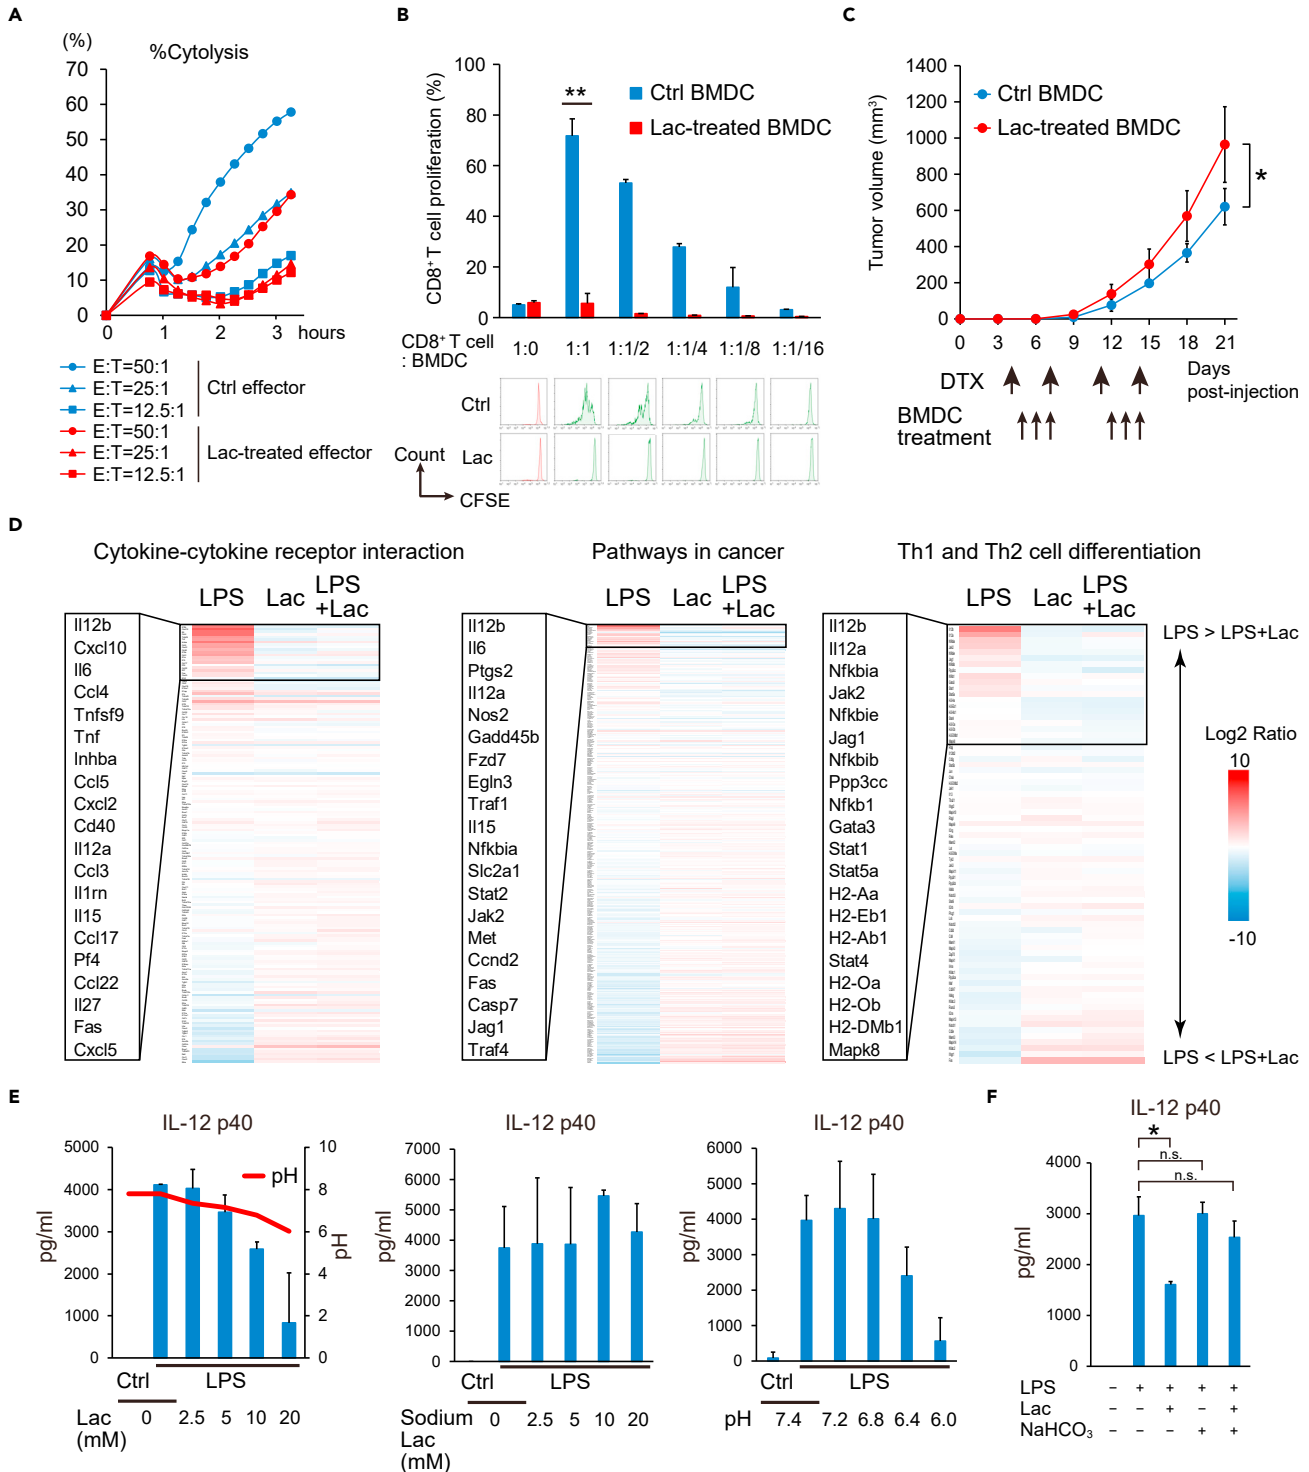 A
(%)
%Cytolysis
70
60
50
40
30
20
10
0
0
1
2
3
hours
E:T=50:1
E:T=25:1
E:T=12.5:1
Ctrl effector
E:T=50:1
E:T=25:1
E:T=12.5:1
Lac-treated effector
B
CD8⁺ T cell proliferation (%)
100
80
60
40
20
0
**
Ctrl BMDC
Lac-treated BMDC
CD8⁺ T cell
: BMDC
1:0
1:1
1:1/2
1:1/4
1:1/8
1:1/16
Ctrl
Lac
Count
CFSE
C
Tumor volume (mm³)
1400
1200
1000
800
600
400
200
0
Ctrl BMDC
Lac-treated BMDC
*
0 3 6 9 12 15 18 21
DTX
Days
post-injection
BMDC
treatment
D
Cytokine-cytokine receptor interaction
LPS Lac LPS
+Lac
Il12b
Cxcl10
Il6
Ccl4
Tnfsf9
Tnf
Inhba
Ccl5
Cxcl2
Cd40
Il12a
Ccl3
Il1rn
Il15
Ccl17
Pf4
Ccl22
Il27
Fas
Cxcl5
Pathways in cancer
LPS Lac LPS
+Lac
Il12b
Il6
Ptgs2
Il12a
Nos2
Gadd45b
Fzd7
Egln3
Traf1
Il15
Nfkbia
Slc2a1
Stat2
Jak2
Met
Ccnd2
Fas
Casp7
Jag1
Traf4
Th1 and Th2 cell differentiation
LPS Lac LPS
+Lac
Il12b
Il12a
Nfkbia
Jak2
Nfkbie
Jag1
Nfkbib
Ppp3cc
Nfkb1
Gata3
Stat1
Stat5a
H2-Aa
H2-Eb1
H2-Ab1
Stat4
H2-Oa
H2-Ob
H2-DMb1
Mapk8
LPS > LPS+Lac
Log2 Ratio
10
-10
LPS < LPS+Lac
E
IL-12 p40
pg/ml
5000
4000
3000
2000
1000
0
pH
10
8
6
4
2
0
pH
Ctrl
LPS
Lac
(mM)
0 2.5 5 10 20
IL-12 p40
pg/ml
7000
6000
5000
4000
3000
2000
1000
0
Ctrl
LPS
Sodium
Lac
(mM)
0 2.5 5 10 20
IL-12 p40
pg/ml
6000
5000
4000
3000
2000
1000
0
Ctrl
LPS
pH 7.4 7.2 6.8 6.4 6.0
F
IL-12 p40
pg/ml
4000
3000
2000
1000
0
*
n.s.
n.s.
LPS − + + + +
Lac − − + − +
NaHCO₃ − − − + +